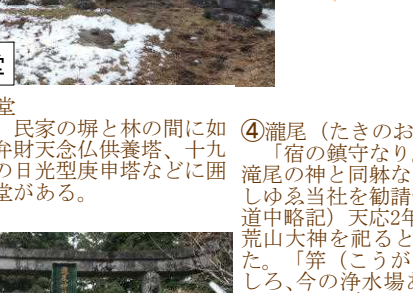 堂
堂
民家の塀と林の間に如
弁財天念仏供養塔、十九
の日光型庚申塔などに囲
堂がある。
④瀧尾（たきのお
「宿の鎮守なり
滝尾の神と同躰な
しゆゑ当社を勧請
道中略記）天応2年
荒山大神を祀ると
た。「笄（こうが
しろ、今の浄水場